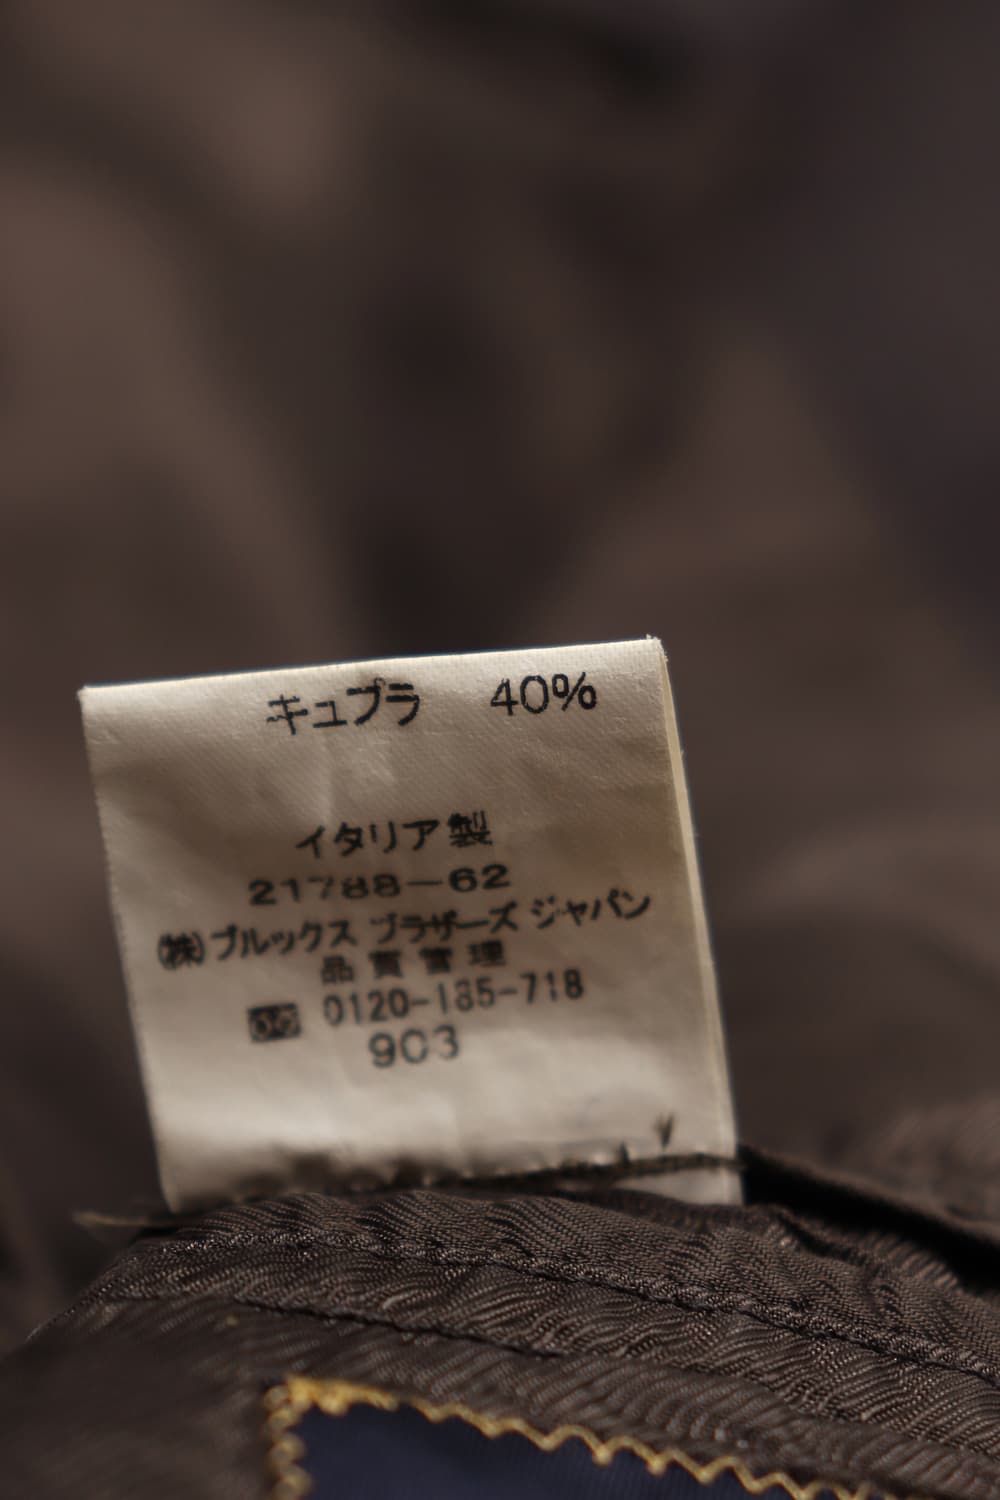 キュプラ 40%
イタリア製
21788-62
(株)ブルックス ブラザーズ ジャパン
品質管理
0120-185-718
903